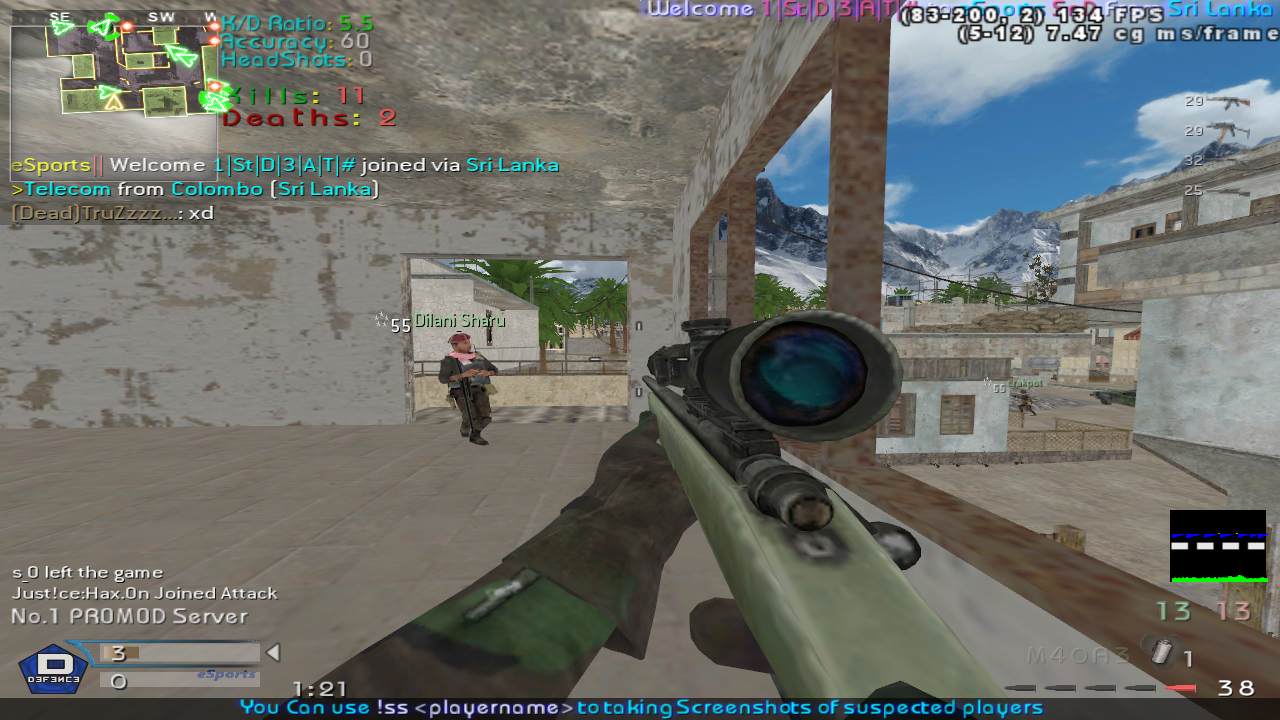 SE SW W
Welcome 1|St|D|3|A|T|#
Sri Lanka
(83-200, 2) 134 FPS
(5-12) 7.47 cg ms/frame
K/D Ratio: 5.5
Accuracy: 60
HeadShots: 0
Kills: 11
Deaths: 2
29
29
32
25
eSports|| Welcome 1|St|D|3|A|T|# joined via Sri Lanka
>Telecom from Colombo (Sri Lanka)
(Dead)TruZzzz...: xd
55 Dilani Sharu
55
s_0 left the game
Just!ce:Hax.0n Joined Attack
No.1 PROMOD Server
13 13
D
D3F3NC3
3
0
eSports
1:21
M40A3
1
38
You Can use !ss <playername> to taking Screenshots of suspected players